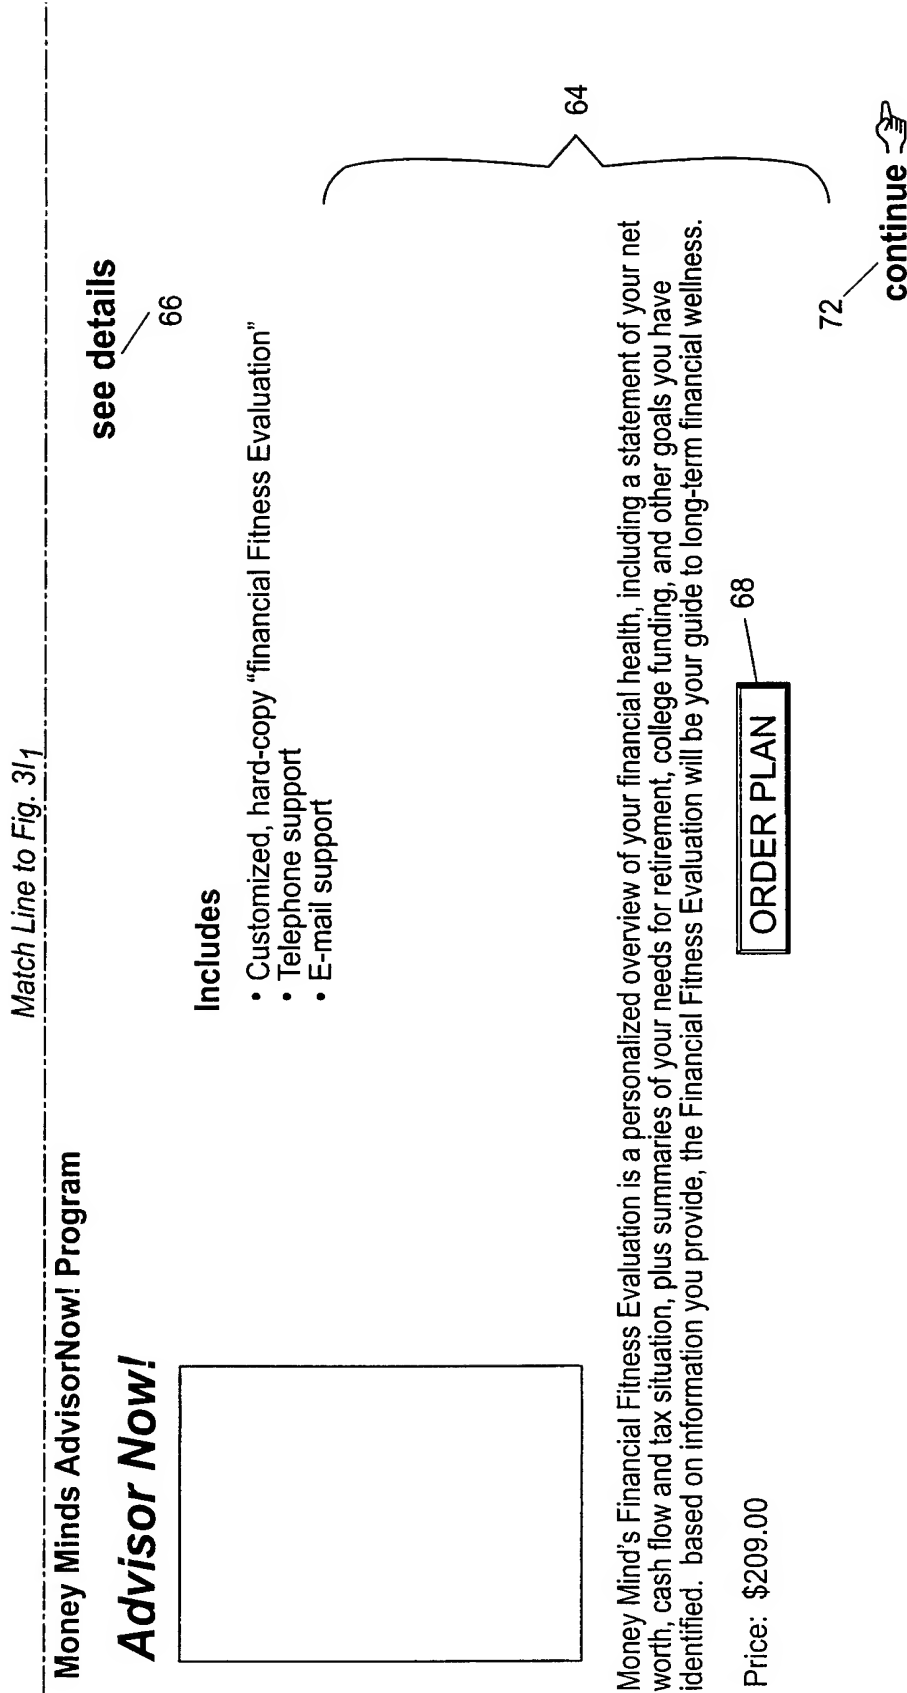 Match Line to Fig. 3I1
Money Minds AdvisorNow! Program
see details
66
Advisor Now!
Includes
• Customized, hard-copy “financial Fitness Evaluation”
• Telephone support
• E-mail support
64
Money Mind's Financial Fitness Evaluation is a personalized overview of your financial health, including a statement of your net
worth, cash flow and tax situation, plus summaries of your needs for retirement, college funding, and other goals you have
identified. based on information you provide, the Financial Fitness Evaluation will be your guide to long-term financial wellness.
Price: $209.00
ORDER PLAN
68
72
continue